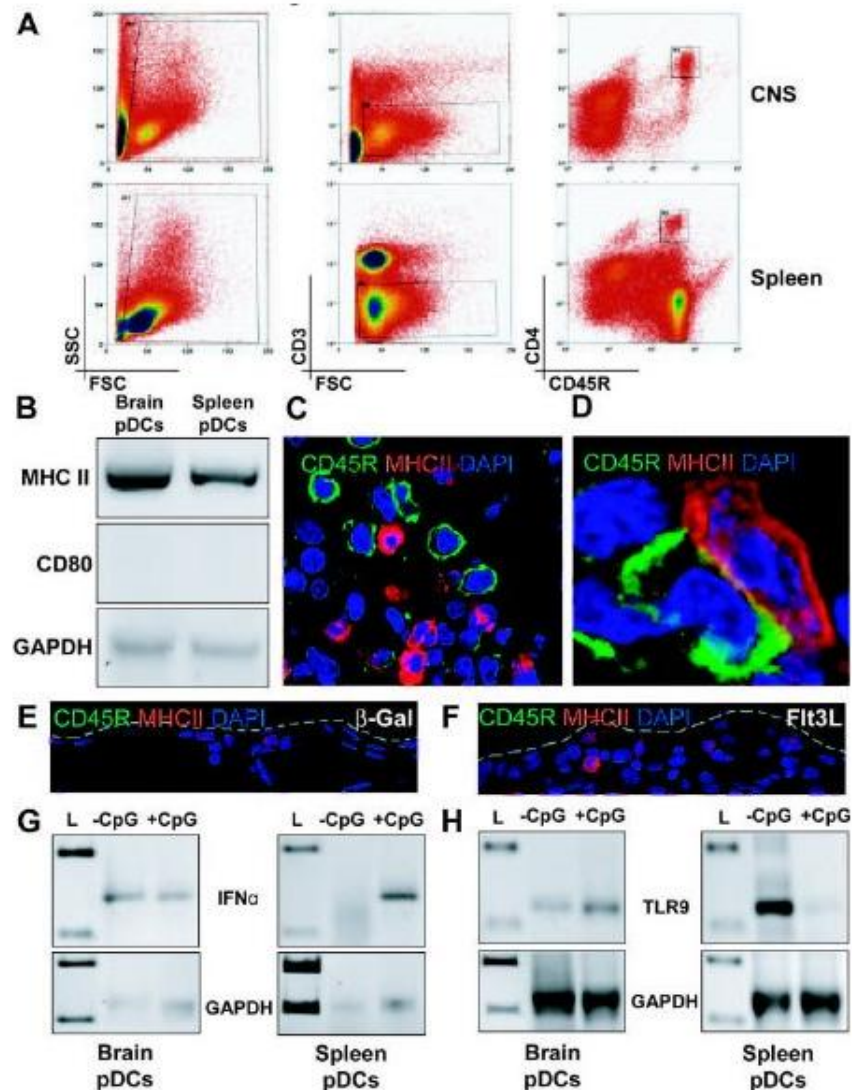 A
CNS
Spleen
SSC
FSC
CD3
FSC
CD4
CD45R
B
Brain pDCs
Spleen pDCs
MHC II
CD80
GAPDH
C
CD45R MHCII DAPI
D
CD45R MHCII DAPI
E
CD45R MHCII DAPI
β-Gal
F
CD45R MHCII DAPI
Flt3L
G
L -CpG +CpG
L -CpG +CpG
IFNα
GAPDH
Brain pDCs
Spleen pDCs
H
L -CpG +CpG
L -CpG +CpG
TLR9
GAPDH
Brain pDCs
Spleen pDCs